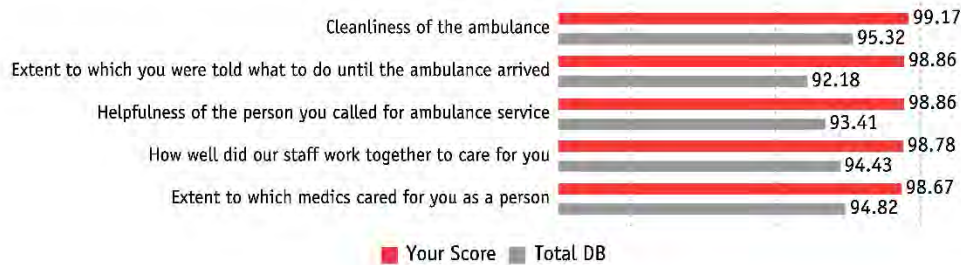 Cleanliness of the ambulance
99.17
95.32
Extent to which you were told what to do until the ambulance arrived
98.86
92.18
Helpfulness of the person you called for ambulance service
98.86
93.41
How well did our staff work together to care for you
98.78
94.43
Extent to which medics cared for you as a person
98.67
94.82
Your Score Total DB